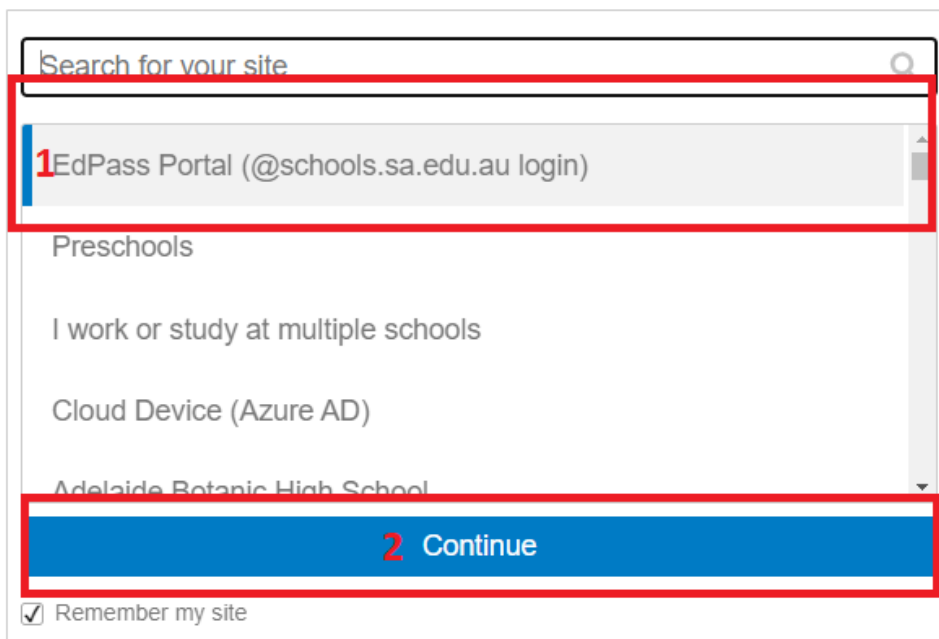 Search for your site
1 EdPass Portal (@schools.sa.edu.au login)
Preschools
I work or study at multiple schools
Cloud Device (Azure AD)
Adelaide Botanic High School
2 Continue
Remember my site